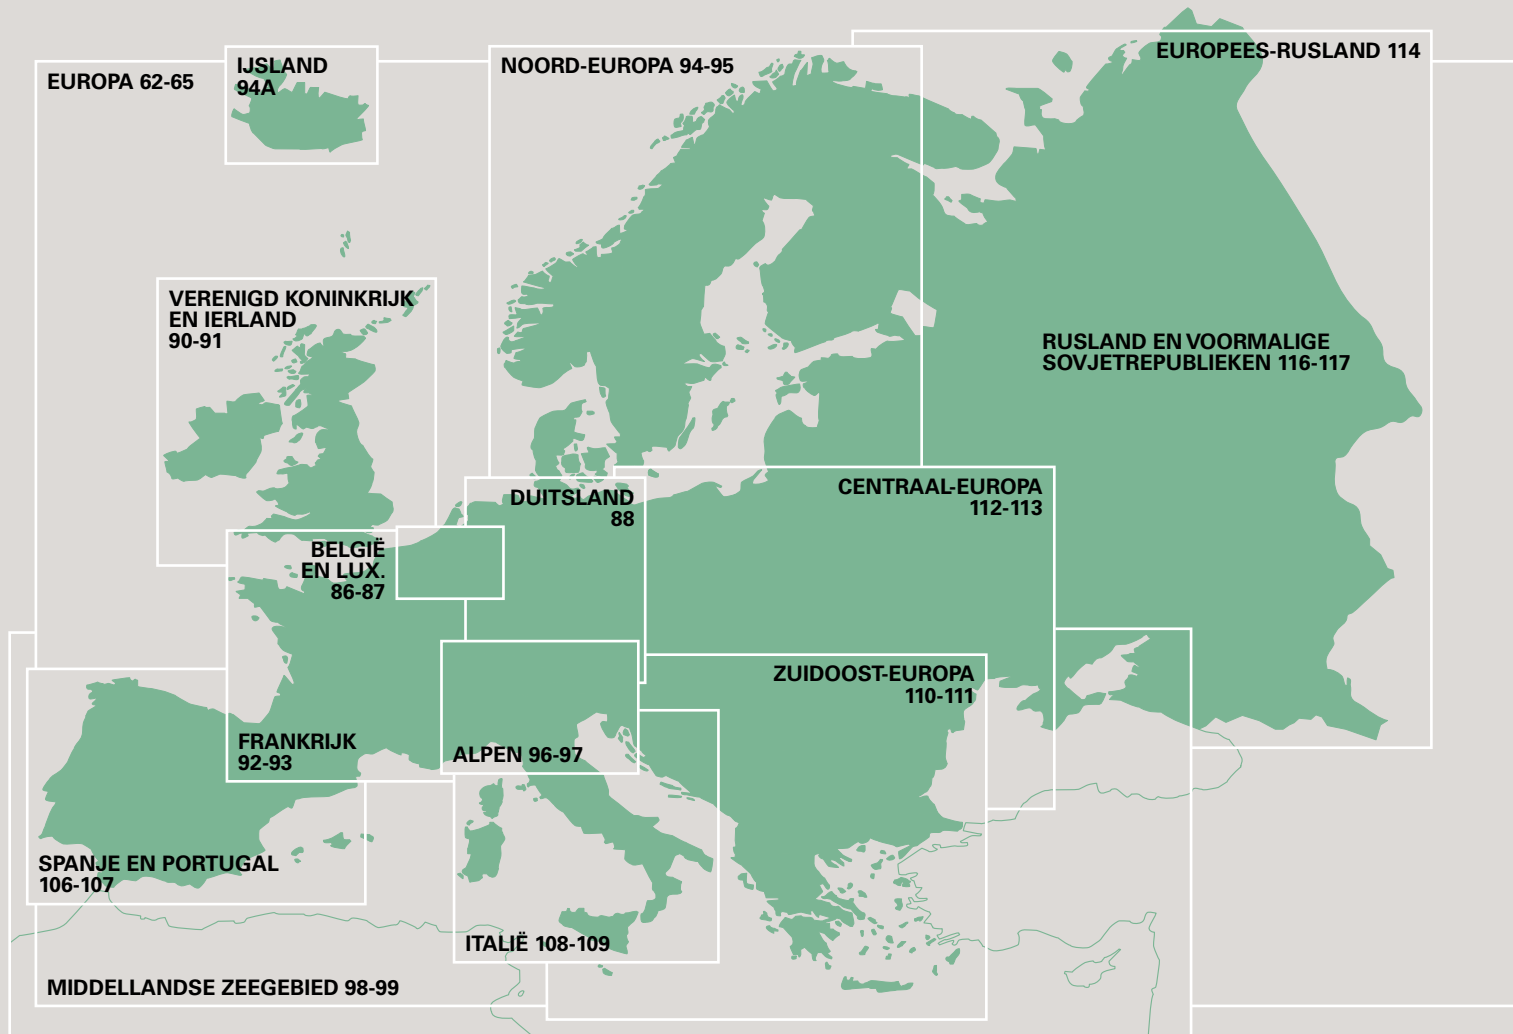 EUROPA 62-65
IJSLAND
94A
NOORD-EUROPA 94-95
EUROPEES-RUSLAND 114
VERENIGD KONINKRIJK
EN IERLAND
90-91
RUSLAND EN VOORMALIGE
SOVJETREPUBLIEKEN 116-117
DUITSLAND
88
CENTRAAL-EUROPA
112-113
BELGIË
EN LUX.
86-87
ZUIDOOST-EUROPA
110-111
FRANKRIJK
92-93
ALPEN 96-97
SPANJE EN PORTUGAL
106-107
ITALIË 108-109
MIDDELLANDSE ZEEGEBIED 98-99